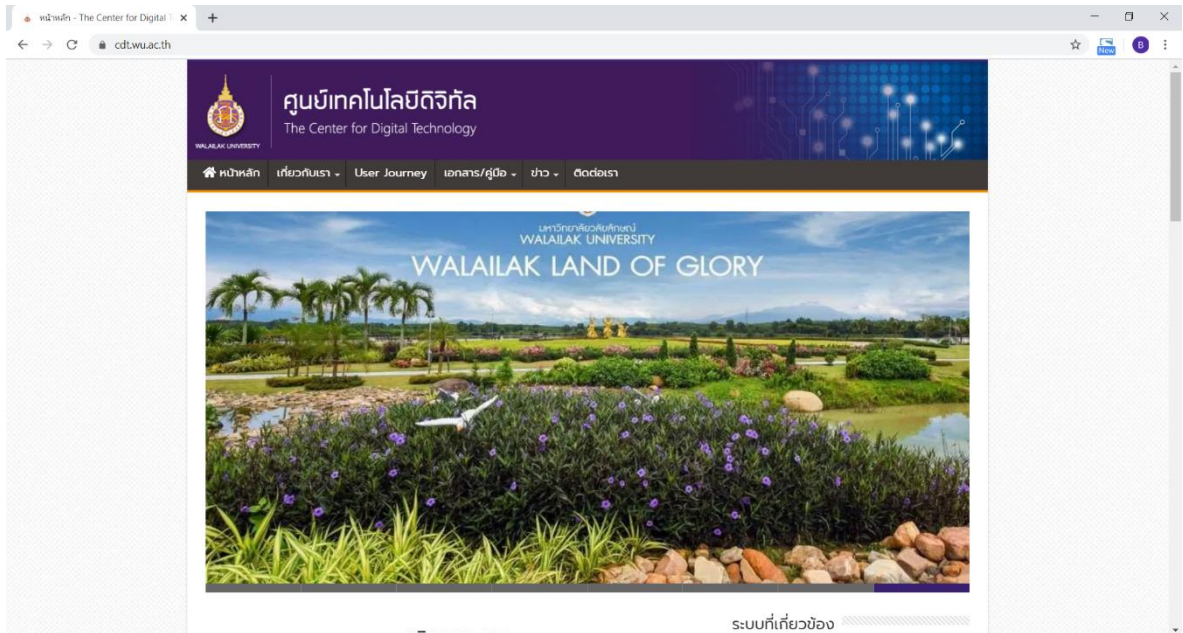 หน้าหลัก - The Center for Digital T
cdt.wu.ac.th
New
B
ศูนย์เทคโนโลยีดิจิทัล
The Center for Digital Technology
WALAILAK UNIVERSITY
หน้าหลัก เกี่ยวกับเรา User Journey เอกสาร/คู่มือ ข่าว ติดต่อเรา
มหาวิทยาลัยวลัยลักษณ์
WALAILAK UNIVERSITY
WALAILAK LAND OF GLORY
ระบบที่เกี่ยวข้อง